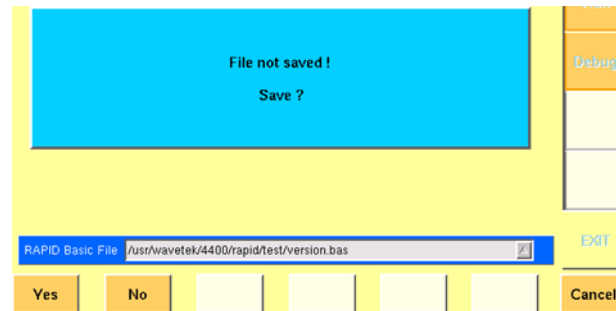 File not saved !
Debug
Save ?
RAPID Basic File /usr/wavetek/4400/rapid/test/version.bas
EXIT
Yes No Cancel